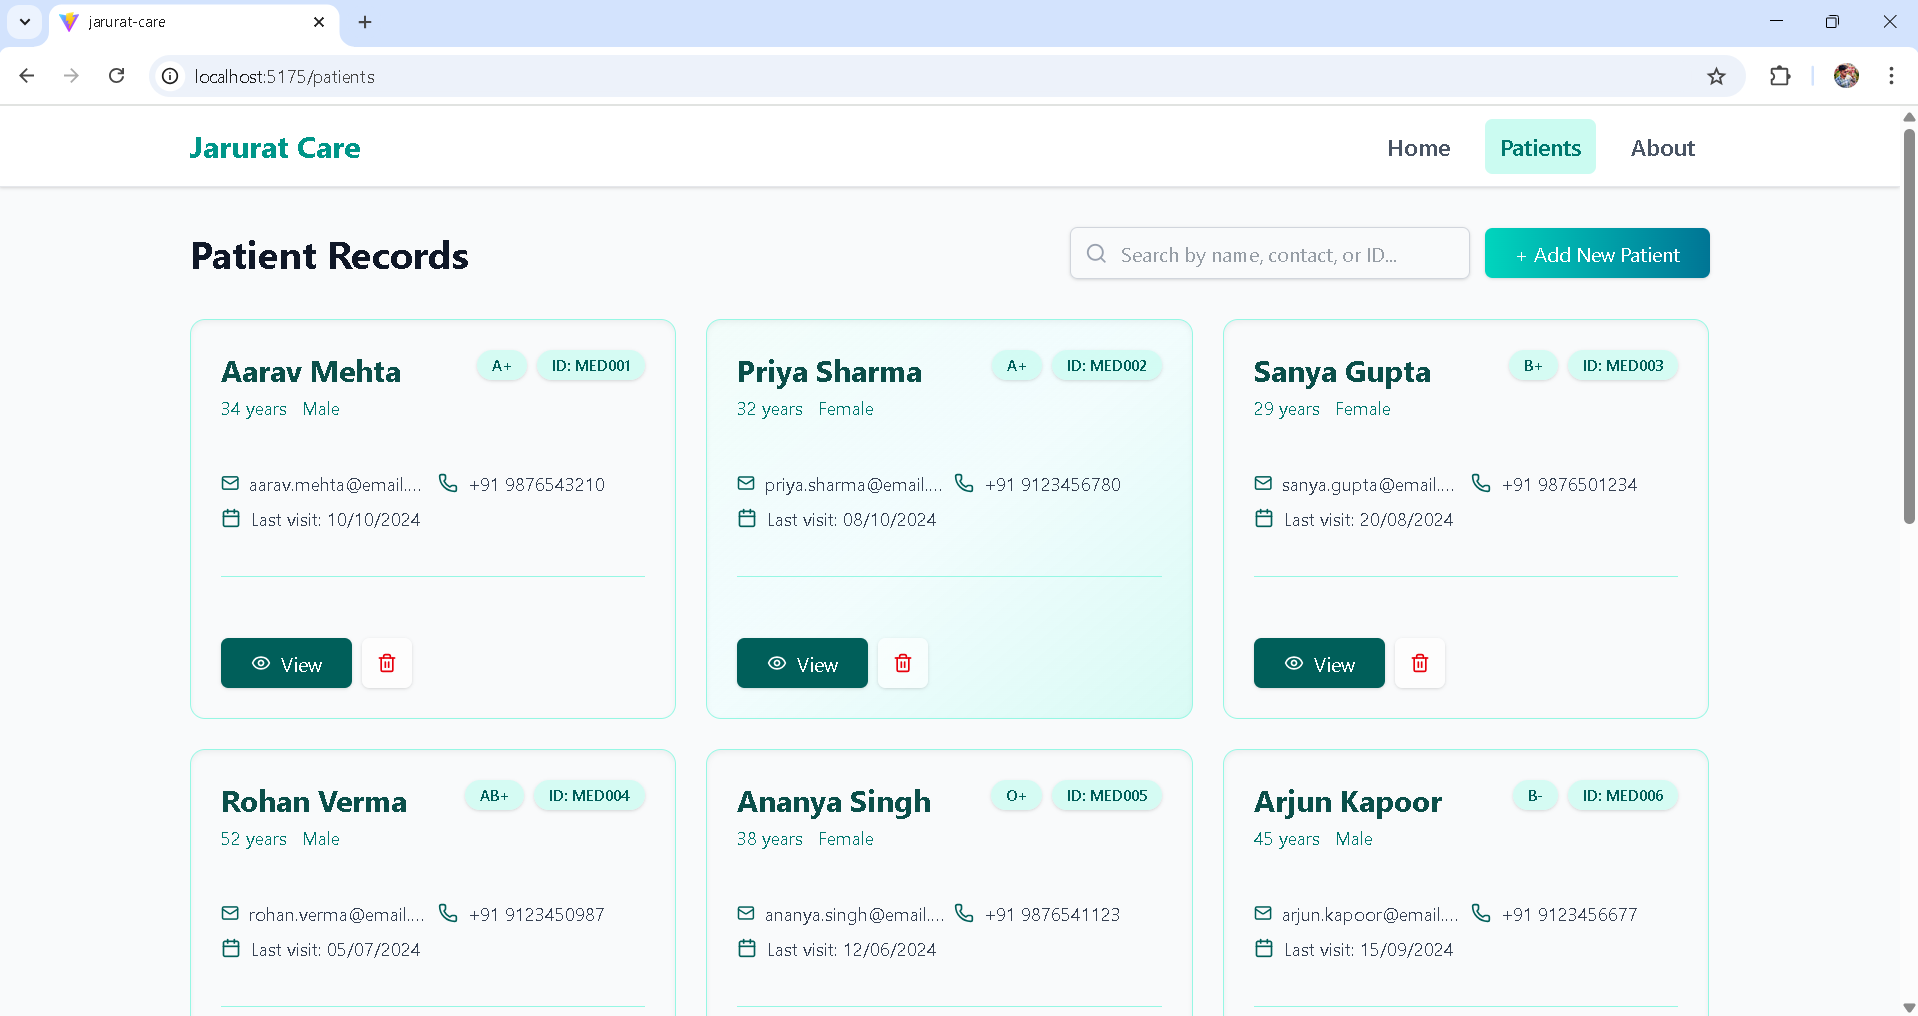 jarurat-care
localhost:5175/patients
Jarurat Care
Home
Patients
About
Patient Records
Search by name, contact, or ID...
+ Add New Patient
Aarav Mehta
A+
ID: MED001
34 years Male
aarav.mehta@email....
+91 9876543210
Last visit: 10/10/2024
View
Priya Sharma
A+
ID: MED002
32 years Female
priya.sharma@email....
+91 9123456780
Last visit: 08/10/2024
View
Sanya Gupta
B+
ID: MED003
29 years Female
sanya.gupta@email....
+91 9876501234
Last visit: 20/08/2024
View
Rohan Verma
AB+
ID: MED004
52 years Male
rohan.verma@email....
+91 9123450987
Last visit: 05/07/2024
Ananya Singh
O+
ID: MED005
38 years Female
ananya.singh@email....
+91 9876541123
Last visit: 12/06/2024
Arjun Kapoor
B-
ID: MED006
45 years Male
arjun.kapoor@email....
+91 9123456677
Last visit: 15/09/2024